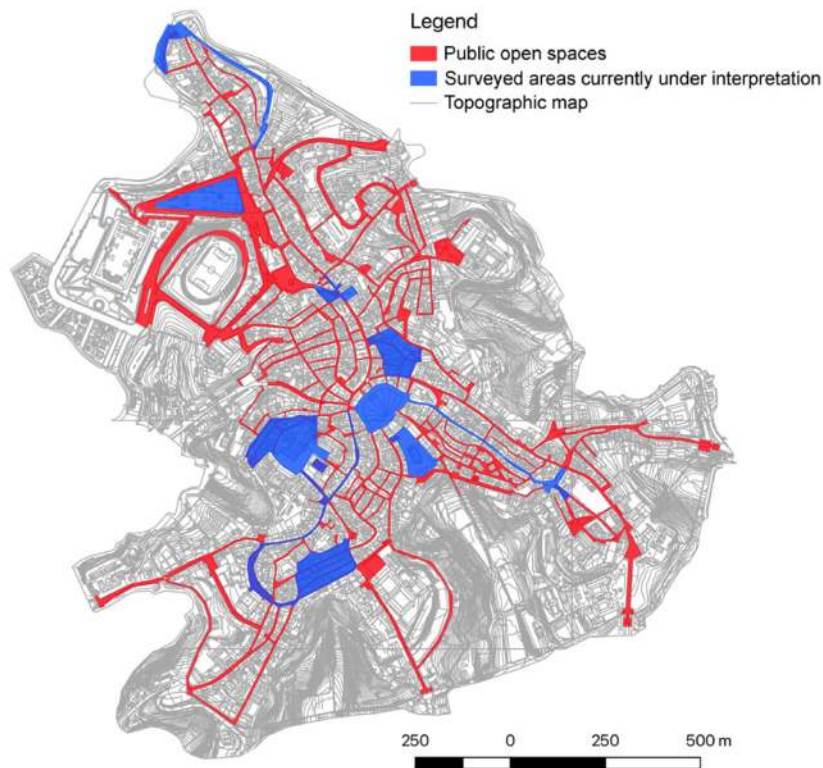 Legend
Public open spaces
Surveyed areas currently under interpretation
Topographic map
250 0 250 500 m